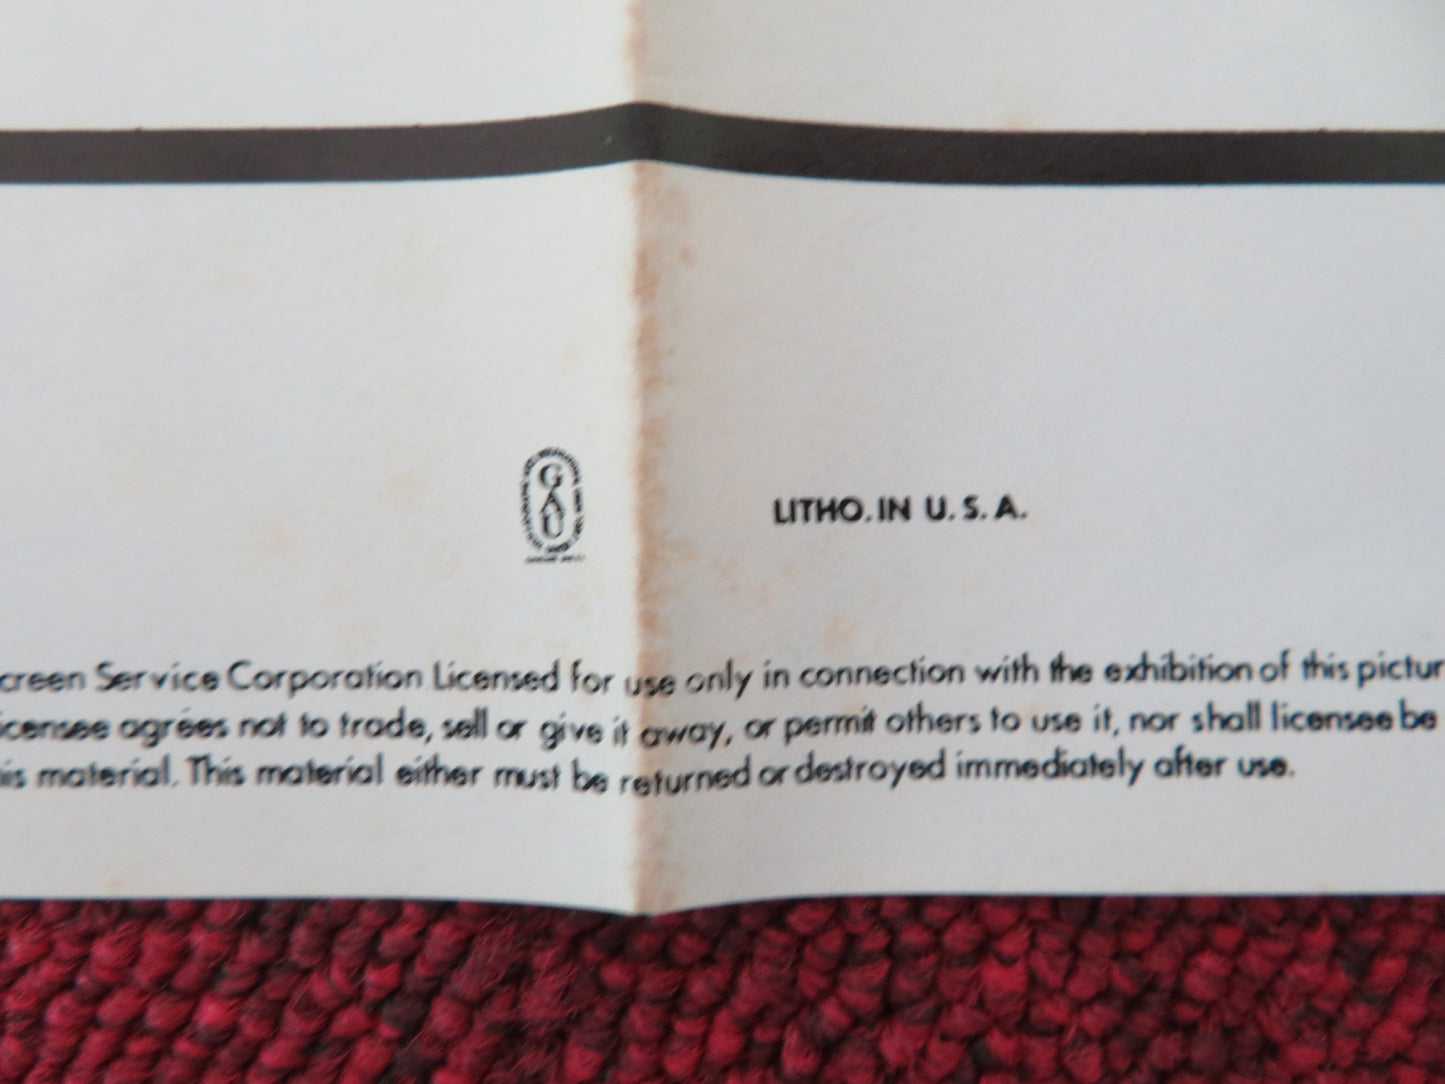 GAU
LITHO. IN U. S. A.
creen Service Corporation Licensed for use only in connection with the exhibition of this pictur
icensee agrees not to trade, sell or give it away, or permit others to use it, nor shall licensee be
is material. This material either must be returned or destroyed immediately after use.